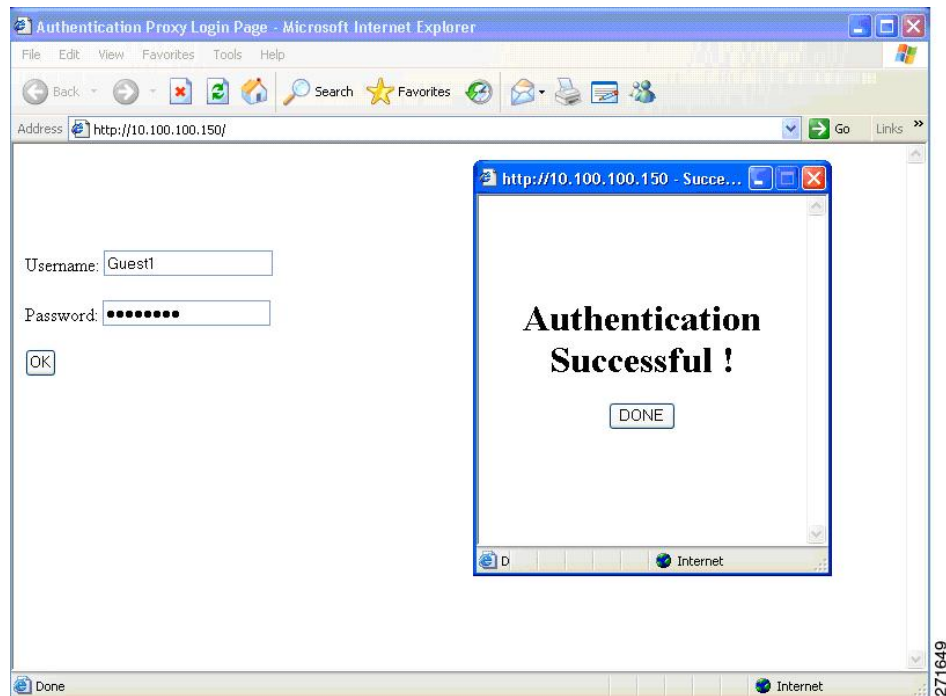 Authentication Proxy Login Page - Microsoft Internet Explorer
File Edit View Favorites Tools Help
Back Search Favorites
Address http://10.100.100.150/ Go Links »
http://10.100.100.150 - Succe...
Username: Guest1
Password: ••••••••
OK
Authentication
Successful !
DONE
D Internet
Done Internet
271649